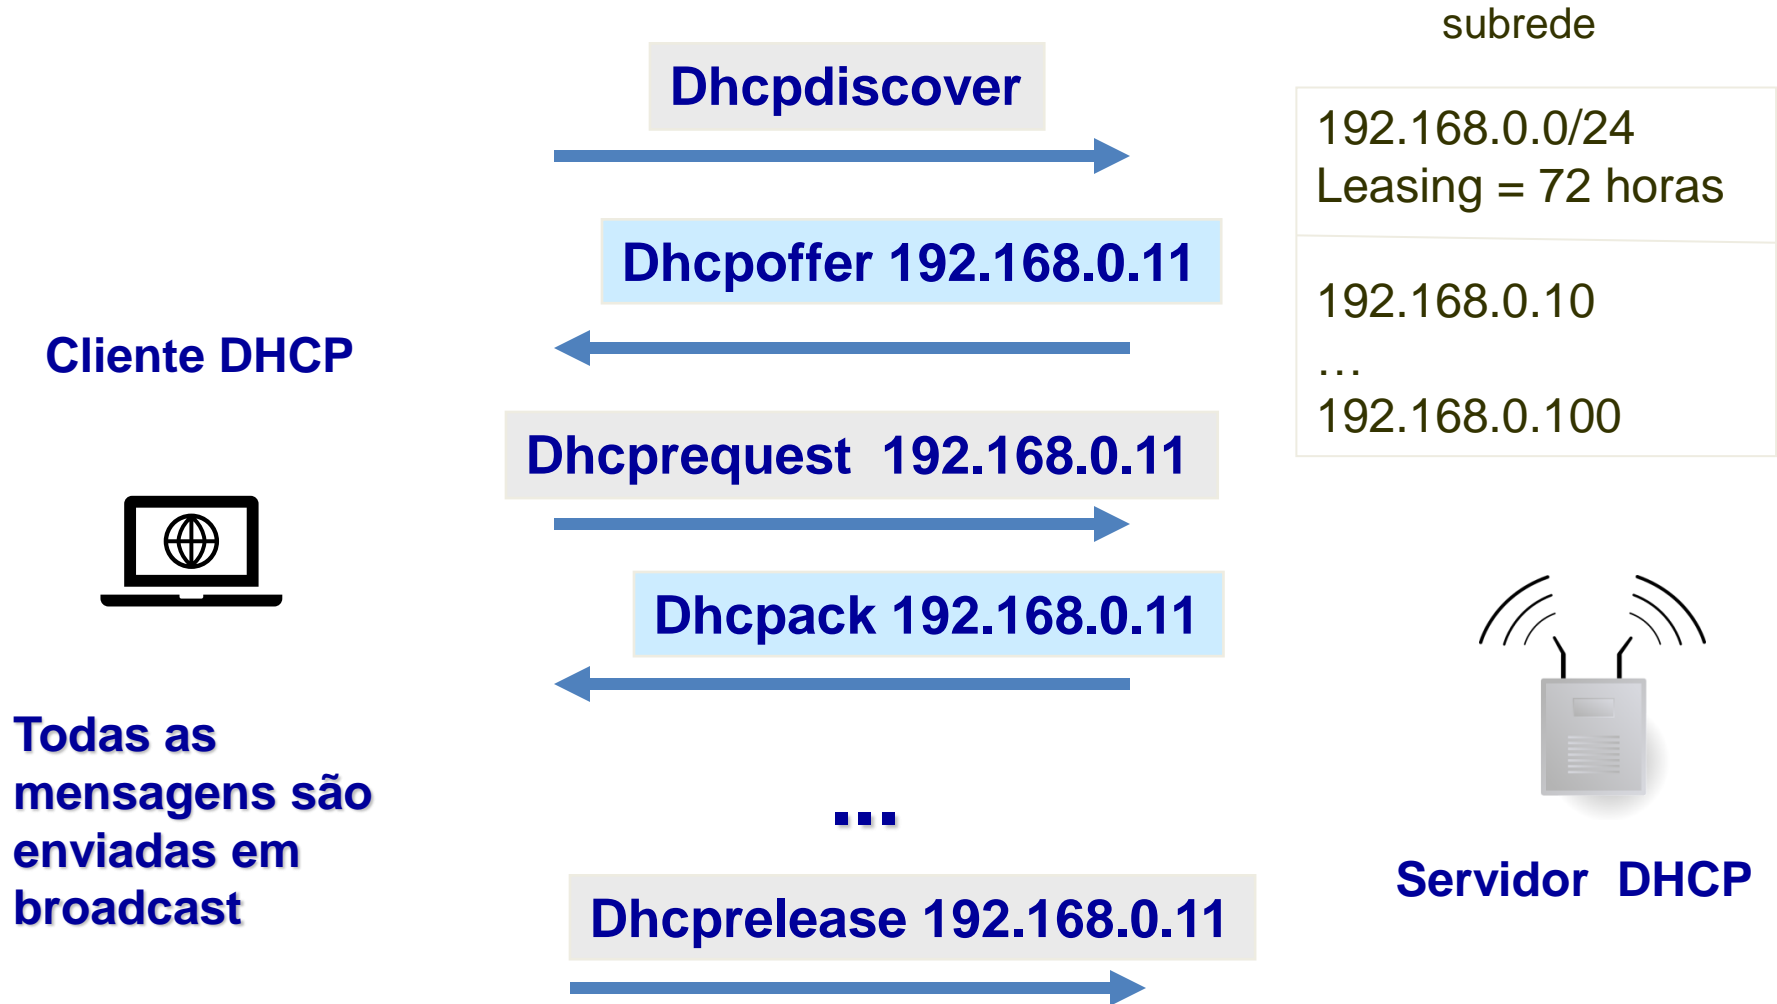 subrede
Dhcpdiscover
192.168.0.0/24
Leasing = 72 horas
Dhcpoffer 192.168.0.11
192.168.0.10
…
192.168.0.100
Cliente DHCP
Dhcprequest  192.168.0.11
Dhcpack 192.168.0.11
Todas as
mensagens são
enviadas em
broadcast
...
Servidor  DHCP
Dhcprelease 192.168.0.11